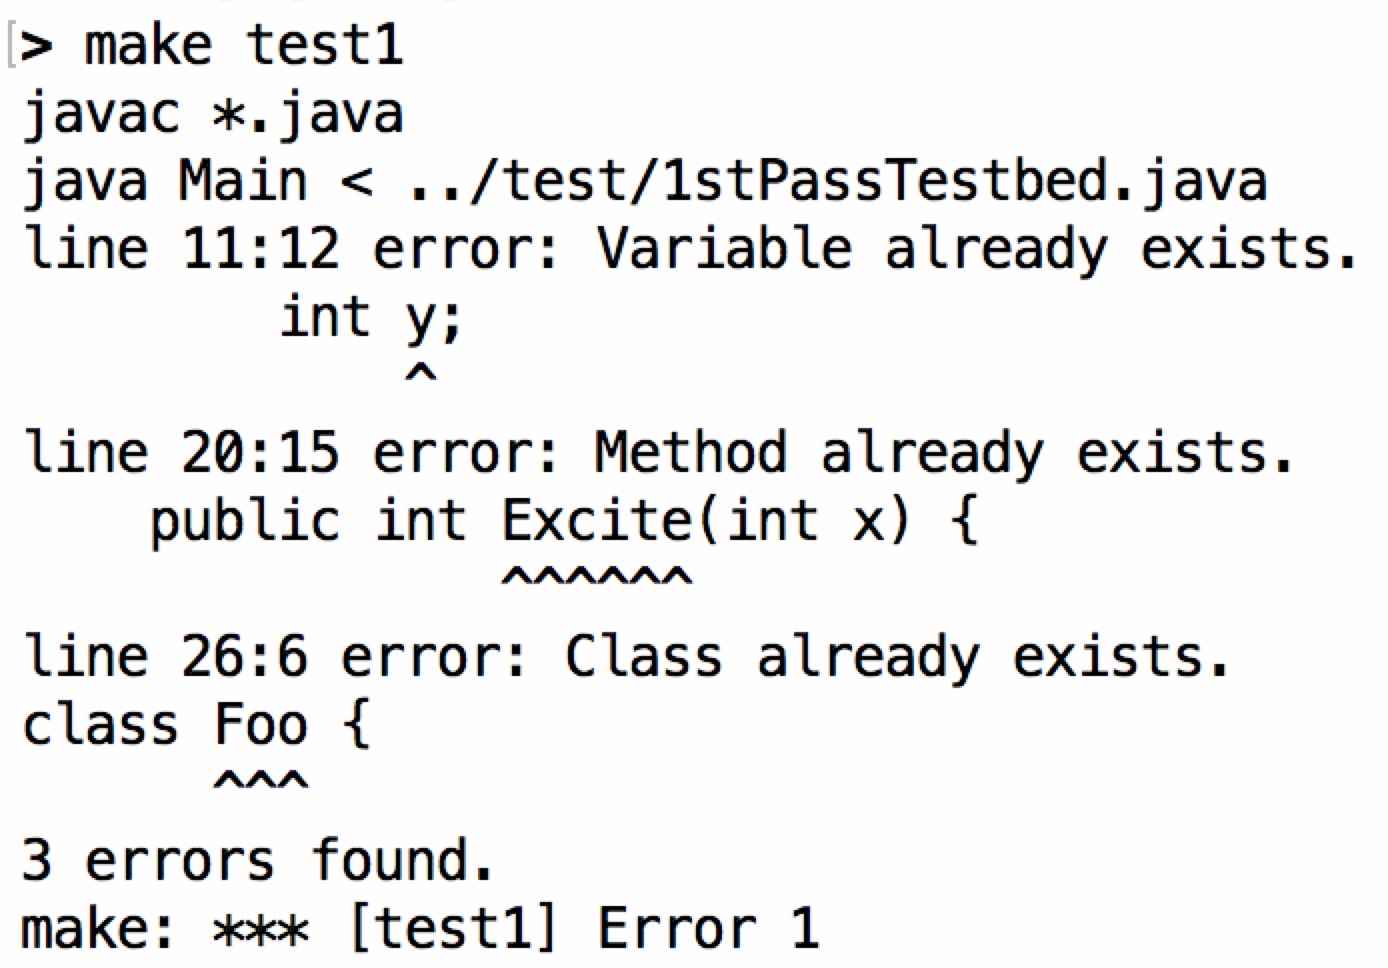 [> make test1
javac *.java
java Main < ../test/1stPassTestbed.java
line 11:12 error: Variable already exists.
        int y;
            ^
line 20:15 error: Method already exists.
    public int Excite(int x) {
               ^^^^^^
line 26:6 error: Class already exists.
class Foo {
      ^^^
3 errors found.
make: *** [test1] Error 1